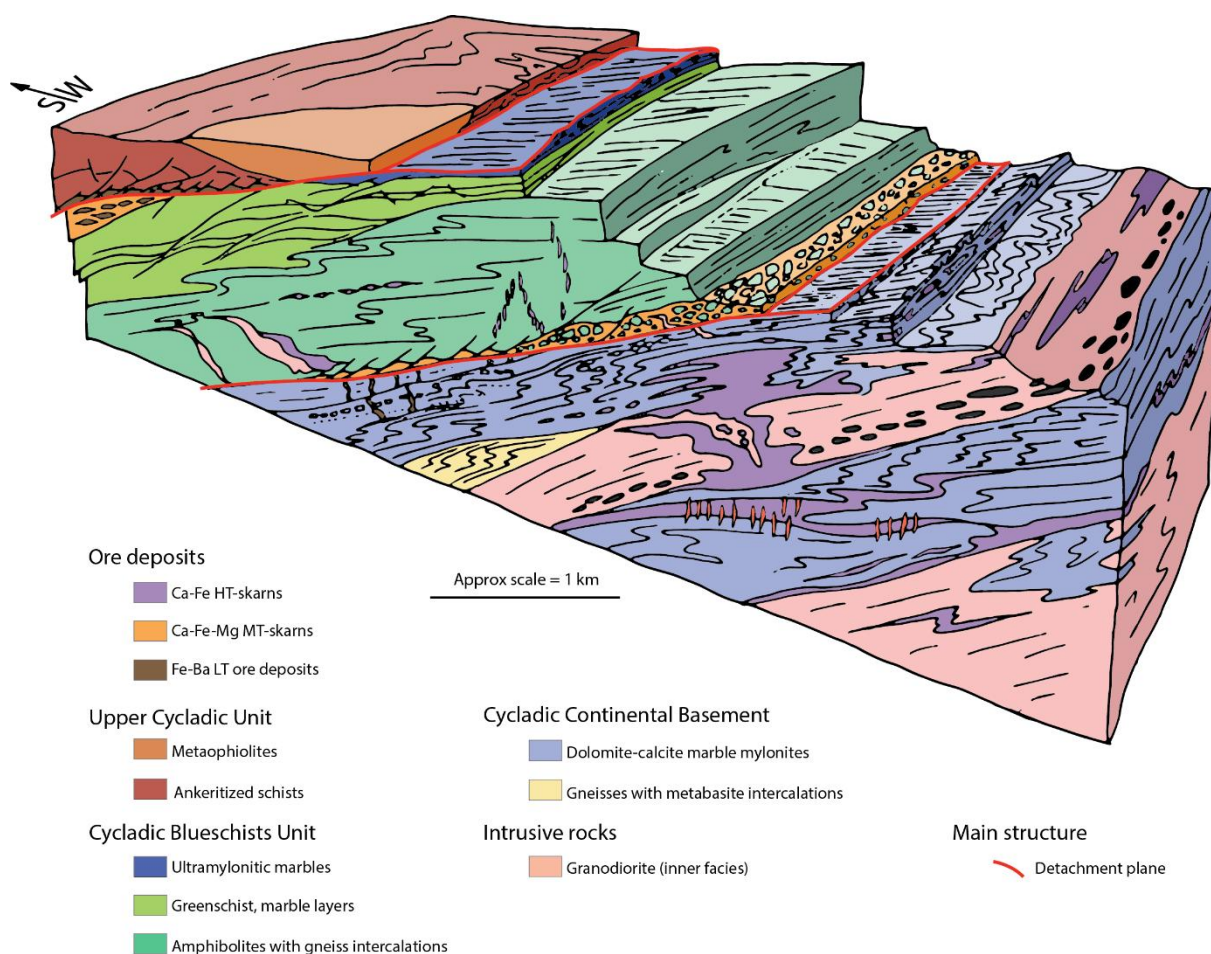 SW
Ore deposits
Ca-Fe HT-skarns
Ca-Fe-Mg MT-skarns
Fe-Ba LT ore deposits
Approx scale = 1 km
Upper Cycladic Unit
Metaophiolites
Ankeritized schists
Cycladic Blueschists Unit
Ultramylonitic marbles
Greenschist, marble layers
Amphibolites with gneiss intercalations
Cycladic Continental Basement
Dolomite-calcite marble mylonites
Gneisses with metabasite intercalations
Intrusive rocks
Granodiorite (inner facies)
Main structure
Detachment plane